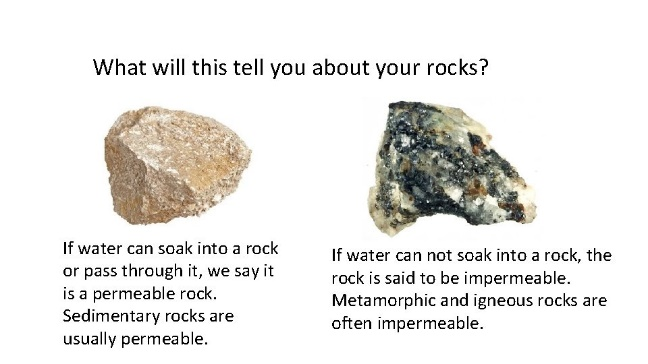 What will this tell you about your rocks?
If water can soak into a rock
or pass through it, we say it
is a permeable rock.
Sedimentary rocks are
usually permeable.
If water can not soak into a rock, the
rock is said to be impermeable.
Metamorphic and igneous rocks are
often impermeable.